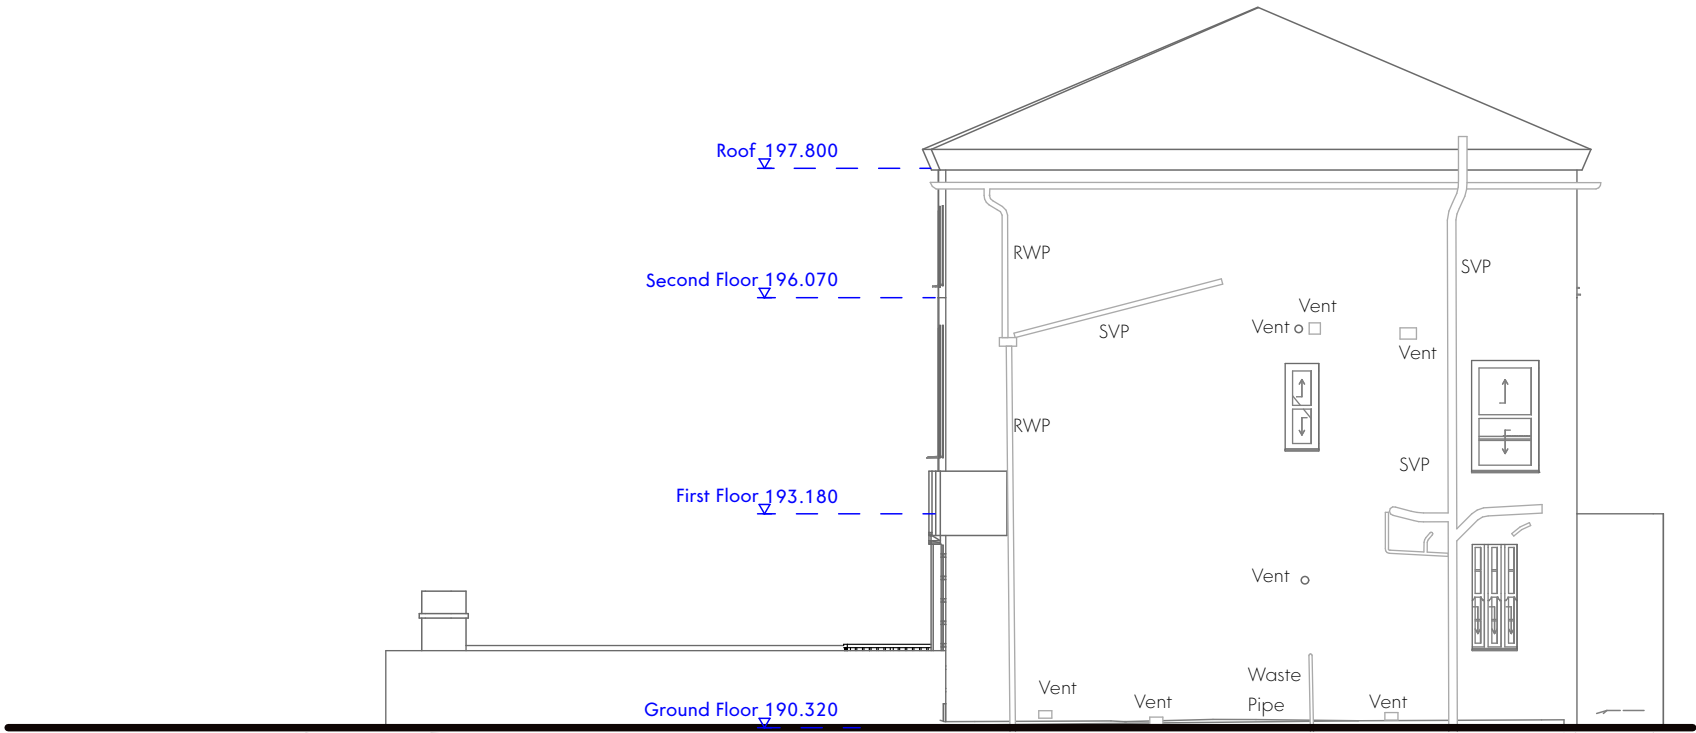 Roof 197.800
RWP
SVP
Second Floor 196.070
Vent
Vent
SVP
Vent
RWP
SVP
First Floor 193.180
Vent
Waste
Pipe
Vent
Vent
Vent
Ground Floor 190.320